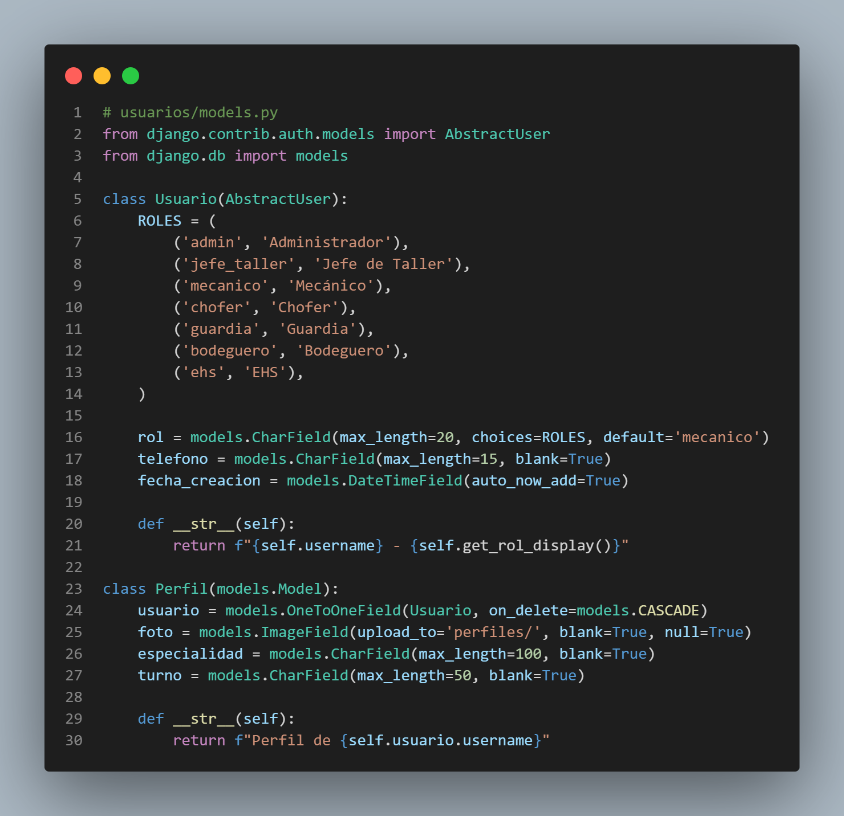 1 # usuarios/models.py
2 from django.contrib.auth.models import AbstractUser
3 from django.db import models
4
5 class Usuario(AbstractUser):
6     ROLES = (
7         ('admin', 'Administrador'),
8         ('jefe_taller', 'Jefe de Taller'),
9         ('mecanico', 'Mecánico'),
10         ('chofer', 'Chofer'),
11         ('guardia', 'Guardia'),
12         ('bodeguero', 'Bodeguero'),
13         ('ehs', 'EHS'),
14     )
15
16     rol = models.CharField(max_length=20, choices=ROLES, default='mecanico')
17     telefono = models.CharField(max_length=15, blank=True)
18     fecha_creacion = models.DateTimeField(auto_now_add=True)
19
20     def __str__(self):
21         return f"{self.username} - {self.get_rol_display()}"
22
23 class Perfil(models.Model):
24     usuario = models.OneToOneField(Usuario, on_delete=models.CASCADE)
25     foto = models.ImageField(upload_to='perfiles/', blank=True, null=True)
26     especialidad = models.CharField(max_length=100, blank=True)
27     turno = models.CharField(max_length=50, blank=True)
28
29     def __str__(self):
30         return f"Perfil de {self.usuario.username}"